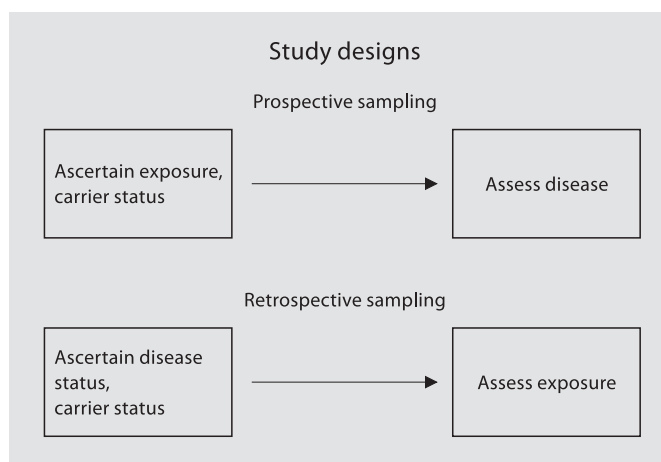 Study designs
Prospective sampling
Ascertain exposure,
carrier status
Assess disease
Retrospective sampling
Ascertain disease
status,
carrier status
Assess exposure